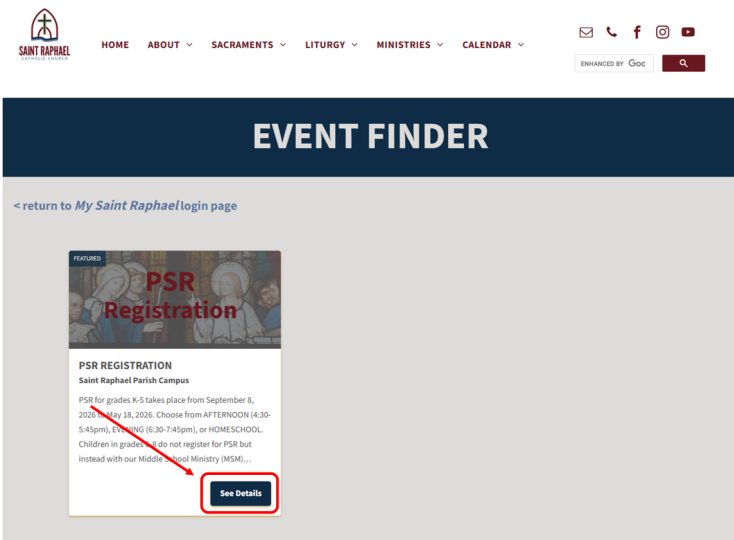 SAINT RAPHAEL
CATHOLIC CHURCH
HOME ABOUT SACRAMENTS LITURGY MINISTRIES CALENDAR
ENHANCED BY Goo
EVENT FINDER
< return to My Saint Raphael login page
FEATURED
PSR
Registration
PSR REGISTRATION
Saint Raphael Parish Campus
PSR for grades K-5 takes place from September 8,
2026 to May 18, 2026. Choose from AFTERNOON (4:30-
5:45pm), EVENING (6:30-7:45pm), or HOMESCHOOL.
Children in grades 6-8 do not register for PSR but
instead with our Middle School Ministry (MSM)...
See Details